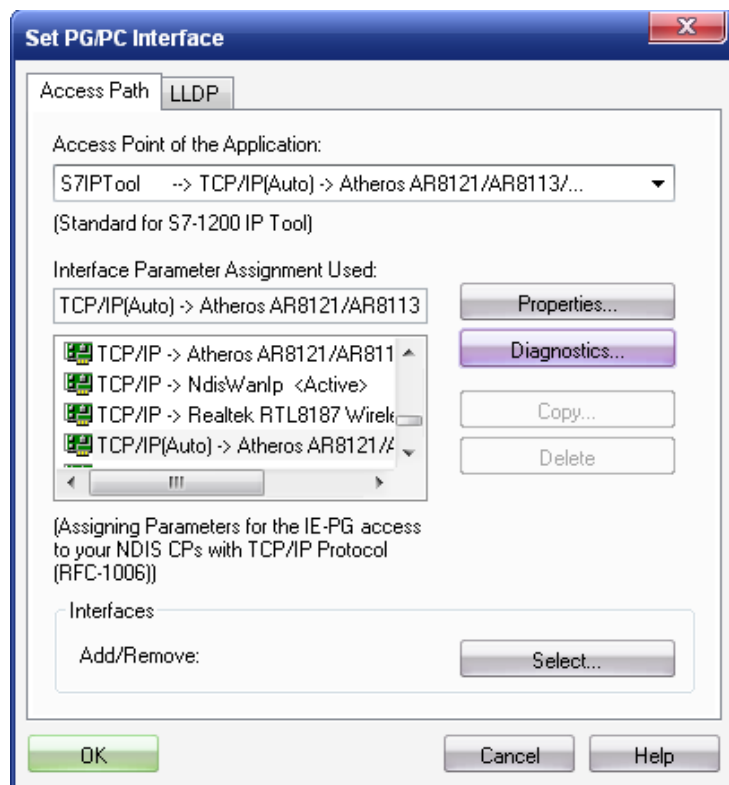 Set PG/PC Interface
Access Path
LLDP
Access Point of the Application:
S7IPTool --> TCP/IP(Auto) -> Atheros AR8121/AR8113/...
(Standard for S7-1200 IP Tool)
Interface Parameter Assignment Used:
TCP/IP(Auto) -> Atheros AR8121/AR8113
Properties...
TCP/IP -> Atheros AR8121/AR811
Diagnostics...
TCP/IP -> NdisWanIp <Active>
TCP/IP -> Realtek RTL8187 Wirele
Copy...
TCP/IP(Auto) -> Atheros AR8121/A
Delete
(Assigning Parameters for the IE-PG access
to your NDIS CPs with TCP/IP Protocol
(RFC-1006))
Interfaces
Add/Remove:
Select...
OK
Cancel
Help